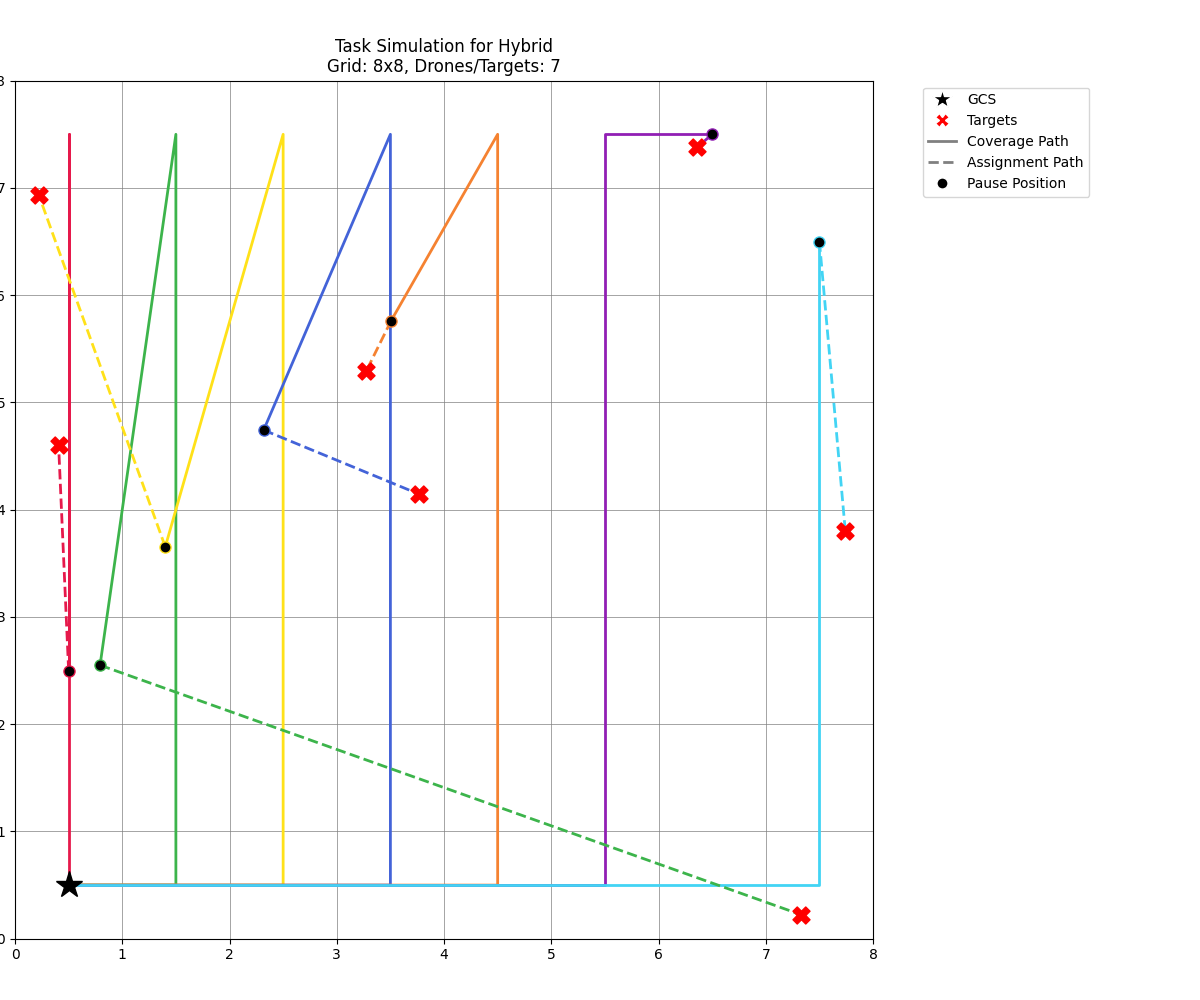 Task Simulation for Hybrid
Grid: 8x8, Drones/Targets: 7
GCS
Targets
Coverage Path
Assignment Path
Pause Position
8
7
6
5
4
3
2
1
0
0 1 2 3 4 5 6 7 8